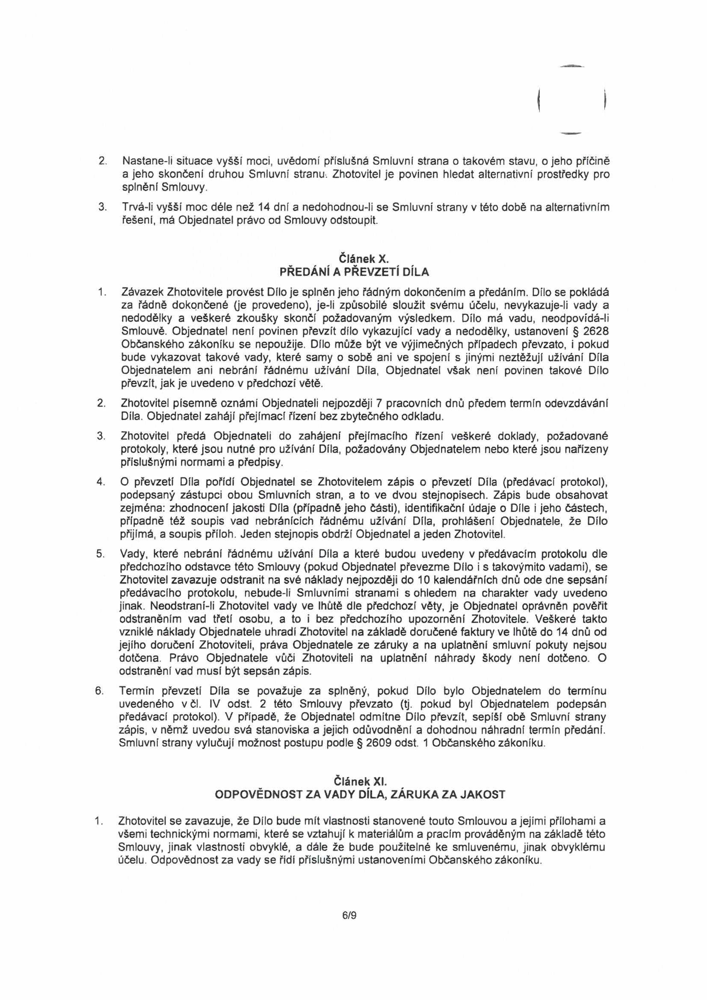 2. Nastane-li situace vyšší moci, uvědomí příslušná Smluvní strana o takovém stavu, o jeho příčině
a jeho skončení druhou Smluvní stranu. Zhotovitel je povinen hledat alternativní prostředky pro
splnění Smlouvy.
3. Trvá-li vyšší moc déle než 14 dní a nedohodnou-li se Smluvní strany v této době na alternativním
řešení, má Objednatel právo od Smlouvy odstoupit.
Článek X.
PŘEDÁNÍ A PŘEVZETÍ DÍLA
1. Závazek Zhotovitele provést Dílo je splněn jeho řádným dokončením a předáním. Dílo se pokládá
za řádně dokončené (je provedeno), je-li způsobilé sloužit svému účelu, nevykazuje-li vady a
nedodělky a veškeré zkoušky skončí požadovaným výsledkem. Dílo má vadu, neodpovídá-li
Smlouvě. Objednatel není povinen převzít dílo vykazující vady a nedodělky, ustanovení § 2628
Občanského zákoníku se nepoužije. Dílo může být ve výjimečných případech převzato, i pokud
bude vykazovat takové vady, které samy o sobě ani ve spojení s jinými neztěžují užívání Díla
Objednatelem ani nebrání řádnému užívání Díla, Objednatel však není povinen takové Dílo
převzít, jak je uvedeno v předchozí větě.
2. Zhotovitel písemně oznámí Objednateli nejpozději 7 pracovních dnů předem termín odevzdávání
Díla. Objednatel zahájí přejímací řízení bez zbytečného odkladu.
3. Zhotovitel předá Objednateli do zahájení přejímacího řízení veškeré doklady, požadované
protokoly, které jsou nutné pro užívání Díla, požadovány Objednatelem nebo které jsou nařízeny
příslušnými normami a předpisy.
4. O převzetí Díla pořídí Objednatel se Zhotovitelem zápis o převzetí Díla (předávací protokol),
podepsaný zástupci obou Smluvních stran, a to ve dvou stejnopisech. Zápis bude obsahovat
zejména: zhodnocení jakosti Díla (případně jeho části), identifikační údaje o Díle i jeho částech,
případně též soupis vad nebránících řádnému užívání Díla, prohlášení Objednatele, že Dílo
přijímá, a soupis příloh. Jeden stejnopis obdrží Objednatel a jeden Zhotovitel.
5. Vady, které nebrání řádnému užívání Díla a které budou uvedeny v předávacím protokolu dle
předchozího odstavce této Smlouvy (pokud Objednatel převezme Dílo i s takovýmito vadami), se
Zhotovitel zavazuje odstranit na své náklady nejpozději do 10 kalendářních dnů ode dne sepsání
předávacího protokolu, nebude-li Smluvními stranami s ohledem na charakter vady uvedeno
jinak. Neodstraní-li Zhotovitel vady ve lhůtě dle předchozí věty, je Objednatel oprávněn pověřit
odstraněním vad třetí osobu, a to i bez předchozího upozornění Zhotovitele. Veškeré takto
vzniklé náklady Objednatele uhradí Zhotovitel na základě doručené faktury ve lhůtě do 14 dnů od
jejího doručení Zhotoviteli, práva Objednatele ze záruky a na uplatnění smluvní pokuty nejsou
dotčena. Právo Objednatele vůči Zhotoviteli na uplatnění náhrady škody není dotčeno. O
odstranění vad musí být sepsán zápis.
6. Termín převzetí Díla se považuje za splněný, pokud Dílo bylo Objednatelem do termínu
uvedeného v čl. IV odst. 2 této Smlouvy převzato (tj. pokud byl Objednatelem podepsán
předávací protokol). V případě, že Objednatel odmítne Dílo převzít, sepíší obě Smluvní strany
zápis, v němž uvedou svá stanoviska a jejich odůvodnění a dohodnou náhradní termín předání.
Smluvní strany vylučují možnost postupu podle § 2609 odst. 1 Občanského zákoníku.
Článek XI.
ODPOVĚDNOST ZA VADY DÍLA, ZÁRUKA ZA JAKOST
1. Zhotovitel se zavazuje, že Dílo bude mít vlastnosti stanovené touto Smlouvou a jejími přílohami a
všemi technickými normami, které se vztahují k materiálům a pracím prováděným na základě této
Smlouvy, jinak vlastnosti obvyklé, a dále že bude použitelné ke smluvenému, jinak obvyklému
účelu. Odpovědnost za vady se řídí příslušnými ustanoveními Občanského zákoníku.
6/9